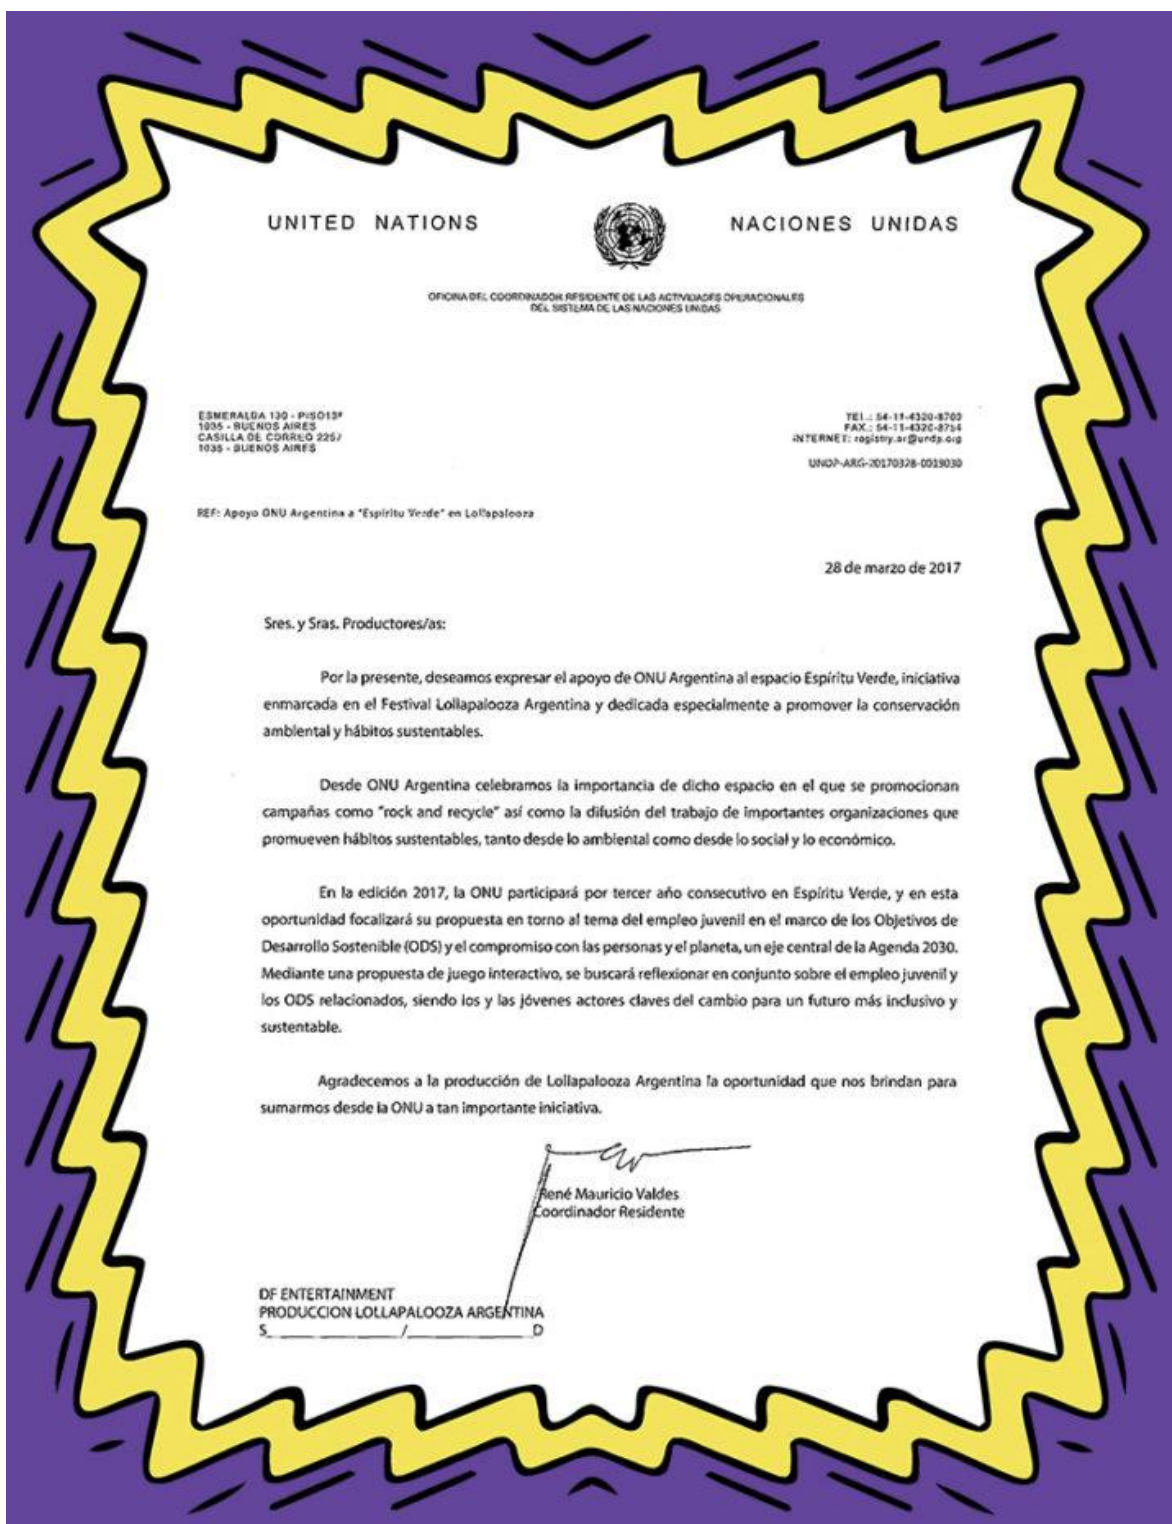 UNITED NATIONS
NACIONES UNIDAS
OFICINA DEL COORDINADOR RESIDENTE DE LAS ACTIVIDADES OPERACIONALES
DEL SISTEMA DE LAS NACIONES UNIDAS
ESMERALDA 130 - PISO13º
1035 - BUENOS AIRES
CASILLA DE CORREO 2257
1035 - BUENOS AIRES
TEL.: 54-11-4320-8700
FAX.: 54-11-4320-8754
INTERNET: registry.ar@undp.org
UNDP-ARG-20170328-0019030
REF: Apoyo ONU Argentina a "Espíritu Verde" en Lollapalooza
28 de marzo de 2017
Sres. y Sras. Productores/as:
Por la presente, deseamos expresar el apoyo de ONU Argentina al espacio Espíritu Verde, iniciativa
enmarcada en el Festival Lollapalooza Argentina y dedicada especialmente a promover la conservación
ambiental y hábitos sustentables.
Desde ONU Argentina celebramos la importancia de dicho espacio en el que se promocionan
campañas como "rock and recycle" así como la difusión del trabajo de importantes organizaciones que
promueven hábitos sustentables, tanto desde lo ambiental como desde lo social y lo económico.
En la edición 2017, la ONU participará por tercer año consecutivo en Espíritu Verde, y en esta
oportunidad focalizará su propuesta en torno al tema del empleo juvenil en el marco de los Objetivos de
Desarrollo Sostenible (ODS) y el compromiso con las personas y el planeta, un eje central de la Agenda 2030.
Mediante una propuesta de juego interactivo, se buscará reflexionar en conjunto sobre el empleo juvenil y
los ODS relacionados, siendo los y las jóvenes actores claves del cambio para un futuro más inclusivo y
sustentable.
Agradecemos a la producción de Lollapalooza Argentina la oportunidad que nos brindan para
sumarmos desde la ONU a tan importante iniciativa.
René Mauricio Valdes
Coordinador Residente
DF ENTERTAINMENT
PRODUCCION LOLLAPALOOZA ARGENTINA
S______________/______________D